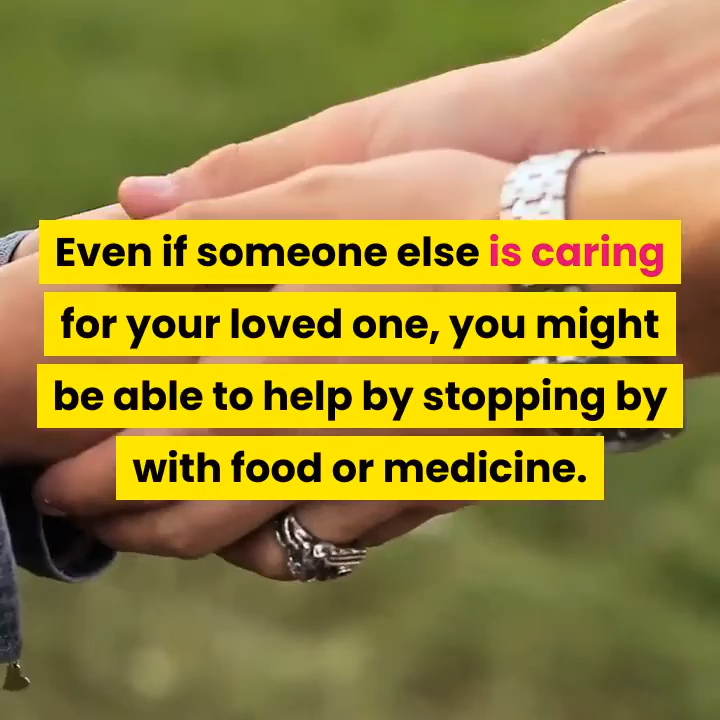 Even if someone else is caring
for your loved one, you might
be able to help by stopping by
with food or medicine.